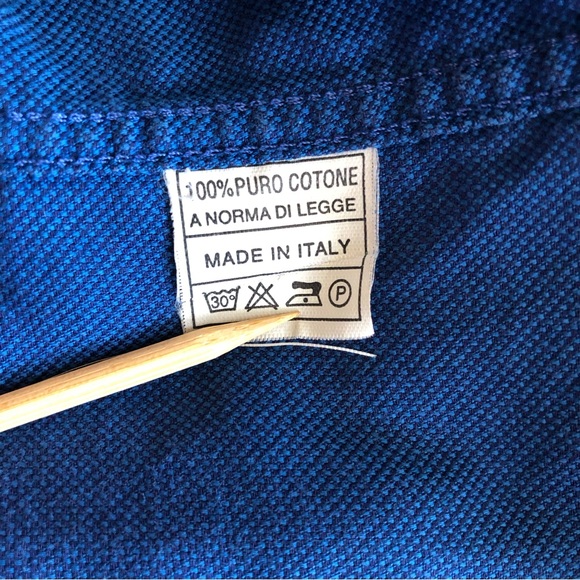 100%PURO COTONE
A NORMA DI LEGGE
MADE IN ITALY
30° P